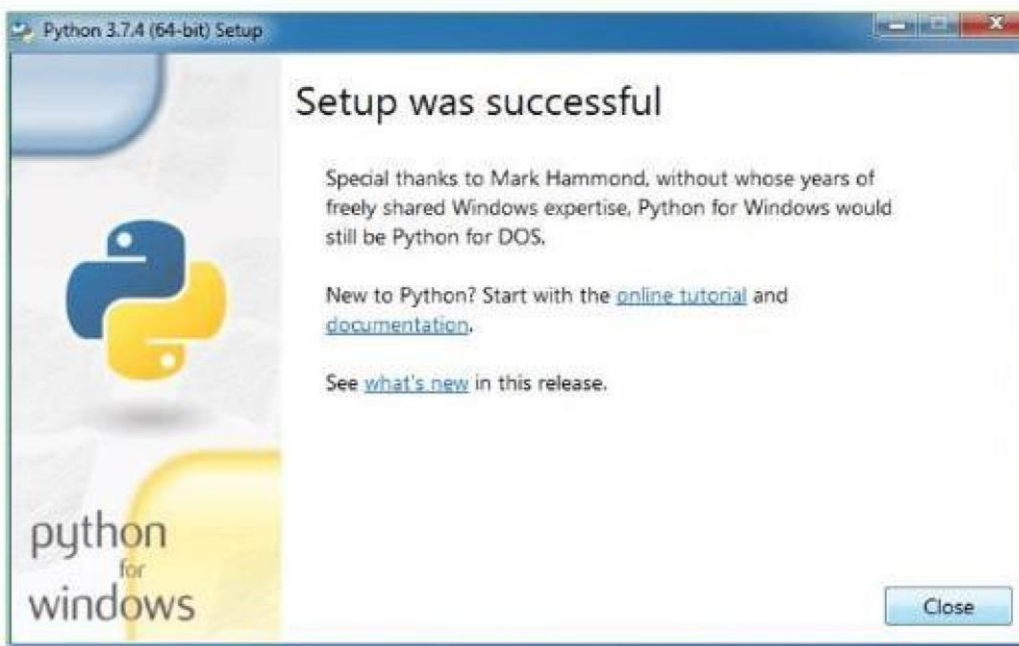 Python 3.7.4 (64-bit) Setup
Setup was successful
Special thanks to Mark Hammond, without whose years of
freely shared Windows expertise, Python for Windows would
still be Python for DOS.
New to Python? Start with the online tutorial and
documentation.
See what's new in this release.
python
for
windows
Close